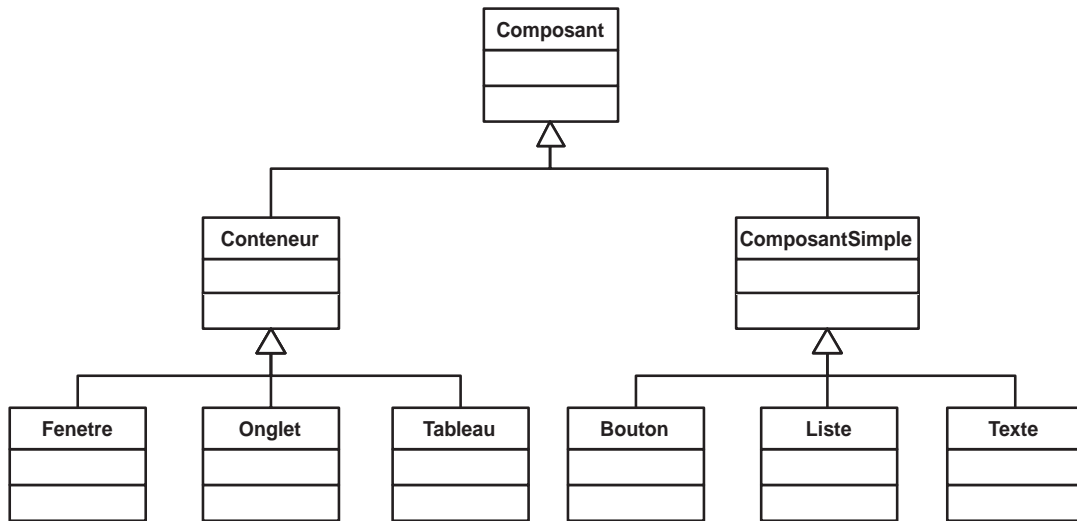 Composant
Conteneur
ComposantSimple
Fenetre
Onglet
Tableau
Bouton
Liste
Texte